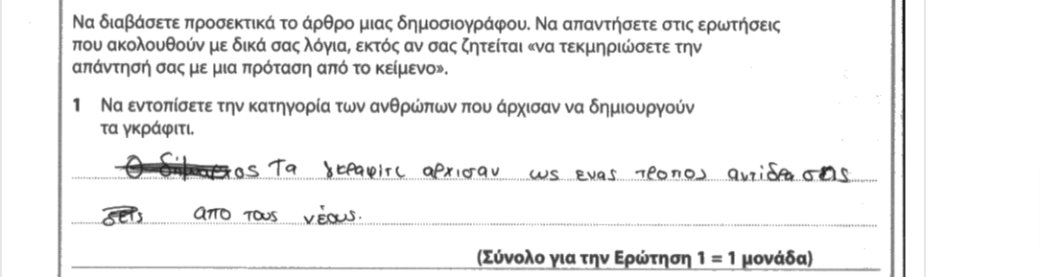 Να διαβάσετε προσεκτικά το άρθρο μιας δημοσιογράφου. Να απαντήσετε στις ερωτήσεις
που ακολουθούν με δικά σας λόγια, εκτός αν σας ζητείται «να τεκμηριώσετε την
απάντησή σας με μια πρόταση από το κείμενο».
1 Να εντοπίσετε την κατηγορία των ανθρώπων που άρχισαν να δημιουργούν
τα γκράφιτι.
Τα γκραφιτι αρχισαν ως ενας τροπος αντίδρασης
απο τους νέους.
(Σύνολο για την Ερώτηση 1 = 1 μονάδα)